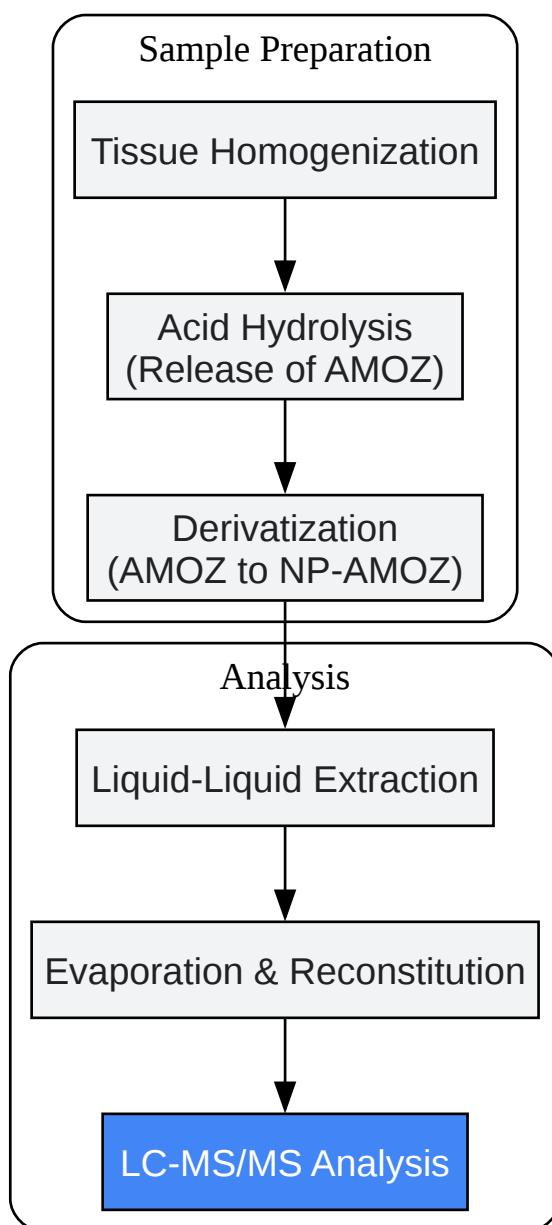 Sample Preparation
Tissue Homogenization
Acid Hydrolysis
(Release of AMOZ)
Derivatization
(AMOZ to NP-AMOZ)
Analysis
Liquid-Liquid Extraction
Evaporation & Reconstitution
LC-MS/MS Analysis